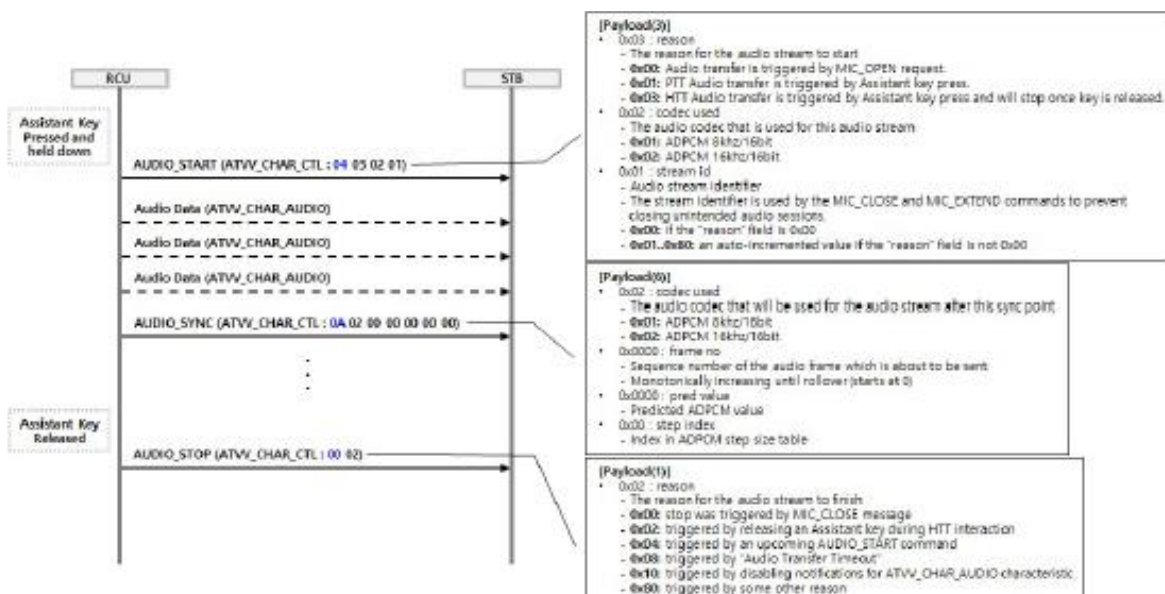 RCU
STB
Assistant Key
Pressed and
held down
AUDIO_START (ATVV_CHAR_CTL : 04 03 02 01)
Audio Data (ATVV_CHAR_AUDIO)
Audio Data (ATVV_CHAR_AUDIO)
Audio Data (ATVV_CHAR_AUDIO)
AUDIO_SYNC (ATVV_CHAR_CTL : 0A 02 00 00 00 00 00)
Assistant Key
Released
AUDIO_STOP (ATVV_CHAR_CTL : 00 02)
[Payload(3)]
• 0x03 : reason
- The reason for the audio stream to start
- 0x00: Audio transfer is triggered by MIC_OPEN request.
- 0x01: PTT Audio transfer is triggered by Assistant key press.
- 0x03: HTT Audio transfer is triggered by Assistant key press and will stop once key is released.
• 0x02 : codec used
- The audio codec that is used for this audio stream
- 0x01: ADPCM 8khz/16bit
- 0x02: ADPCM 16khz/16bit
• 0x01 : stream id
- Audio stream identifier
- The stream identifier is used by the MIC_CLOSE and MIC_EXTEND commands to prevent
closing unintended audio sessions.
- 0x00: if the "reason" field is 0x00
- 0x01..0x80: an auto-incremented value if the "reason" field is not 0x00
[Payload(6)]
• 0x02 : codec used
- The audio codec that will be used for the audio stream after this sync point
- 0x01: ADPCM 8khz/16bit
- 0x02: ADPCM 16khz/16bit
• 0x0000 : frame no
- Sequence number of the audio frame which is about to be sent
- Monotonically increasing until rollover (starts at 0)
• 0x0000 : pred value
- Predicted ADPCM value
• 0x00 : step index
- Index in ADPCM step size table
[Payload(1)]
• 0x02 : reason
- The reason for the audio stream to finish
- 0x00: stop was triggered by MIC_CLOSE message
- 0x02: triggered by releasing an Assistant key during HTT interaction
- 0x04: triggered by an upcoming AUDIO_START command
- 0x08: triggered by "Audio Transfer Timeout"
- 0x10: triggered by disabling notifications for ATVV_CHAR_AUDIO characteristic
- 0x80: triggered by some other reason